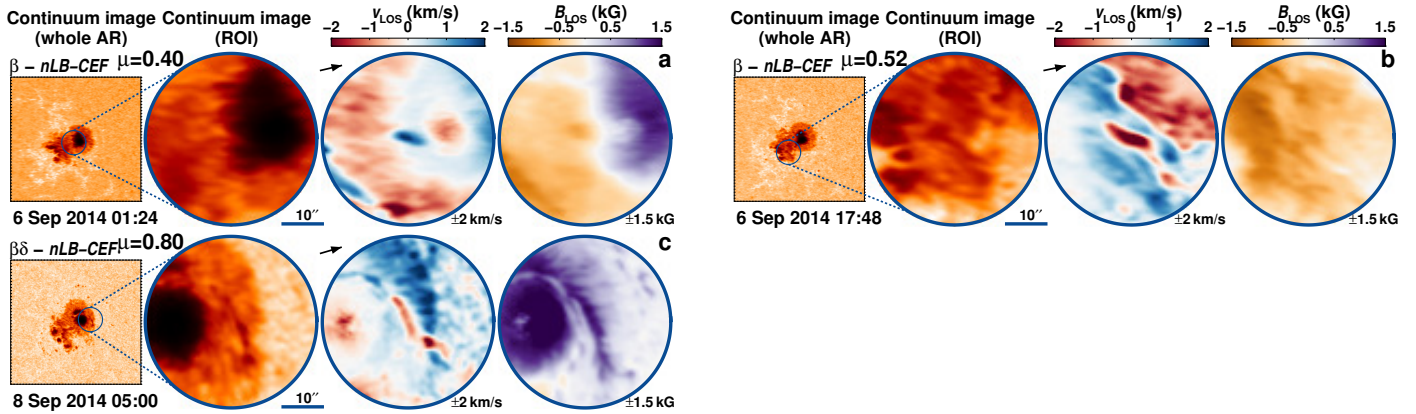 Continuum image (whole AR)
Continuum image (ROI)
v_LOS (km/s)
−2 −1 0 1 2
B_LOS (kG)
−1.5 −0.5 0.5 1.5
β − nLB−CEF μ=0.40
a
6 Sep 2014 01:24
10″
±2 km/s
±1.5 kG
Continuum image (whole AR)
Continuum image (ROI)
v_LOS (km/s)
−2 −1 0 1 2
B_LOS (kG)
−1.5 −0.5 0.5 1.5
β − nLB−CEF μ=0.52
b
6 Sep 2014 17:48
10″
±2 km/s
±1.5 kG
βδ − nLB−CEF μ=0.80
c
8 Sep 2014 05:00
10″
±2 km/s
±1.5 kG